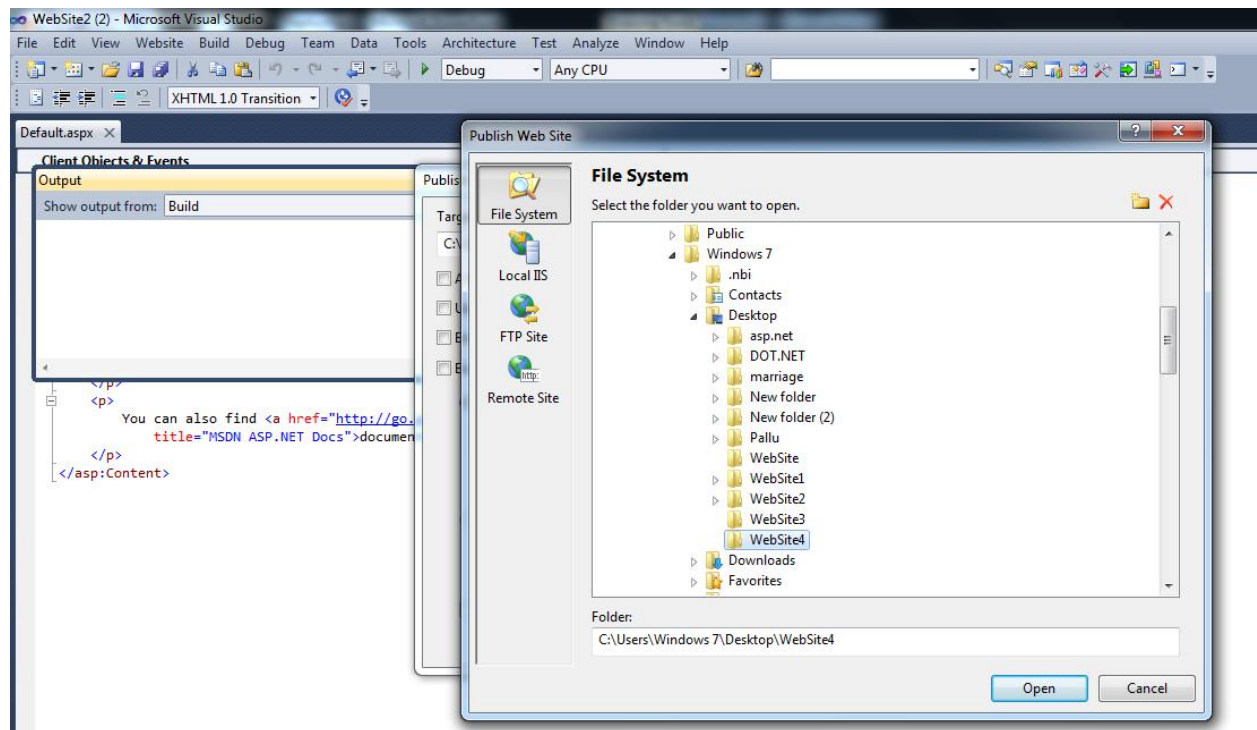 WebSite2 (2) - Microsoft Visual Studio
File Edit View Website Build Debug Team Data Tools Architecture Test Analyze Window Help
Debug Any CPU
XHTML 1.0 Transition
Default.aspx
Client Objects & Events
Output
Show output from: Build
</p>
<p>
You can also find <a href="http://go.
title="MSDN ASP.NET Docs">documen
</p>
</asp:Content>
Publis
Targ
C:\
Publish Web Site
File System
Local IIS
FTP Site
http:
Remote Site
File System
Select the folder you want to open.
Public
Windows 7
.nbi
Contacts
Desktop
asp.net
DOT.NET
marriage
New folder
New folder (2)
Pallu
WebSite
WebSite1
WebSite2
WebSite3
WebSite4
Downloads
Favorites
Folder:
C:\Users\Windows 7\Desktop\WebSite4
Open Cancel